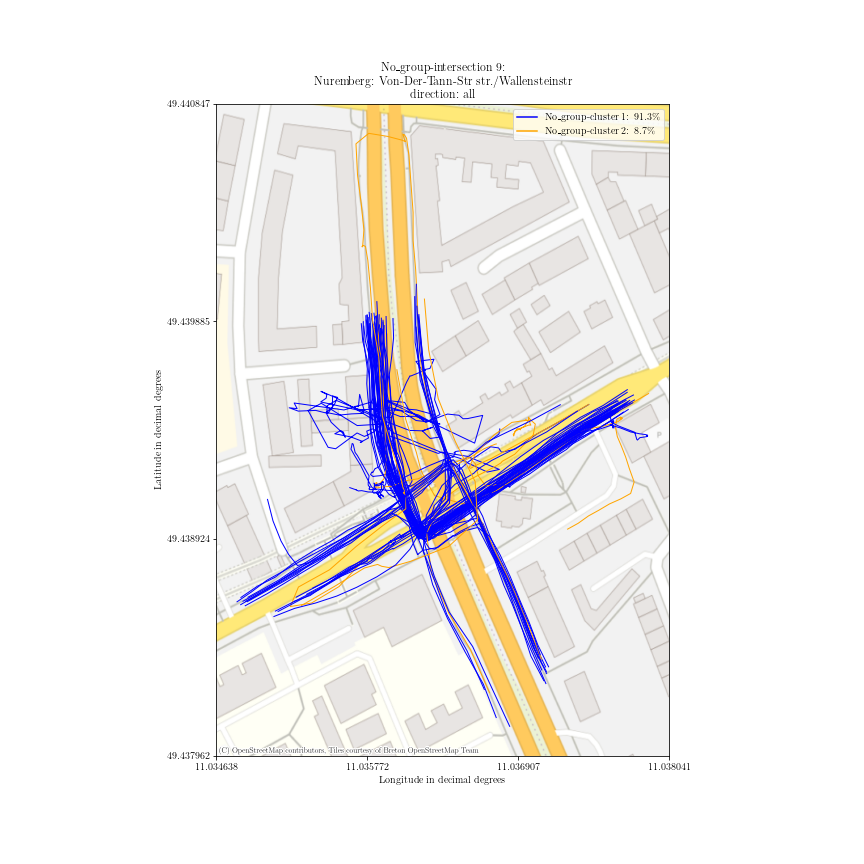 No_group-intersection 9:
Nuremberg: Von-Der-Tann-Str str./Wallensteinstr
direction: all
49.440847
No_group-cluster 1: 91.3%
No_group-cluster 2: 8.7%
49.439885
Latitude in decimal degrees
49.438924
49.437962
(C) OpenStreetMap contributors, Tiles courtesy of Breton OpenStreetMap Team
11.034638
11.035772
11.036907
11.038041
Longitude in decimal degrees